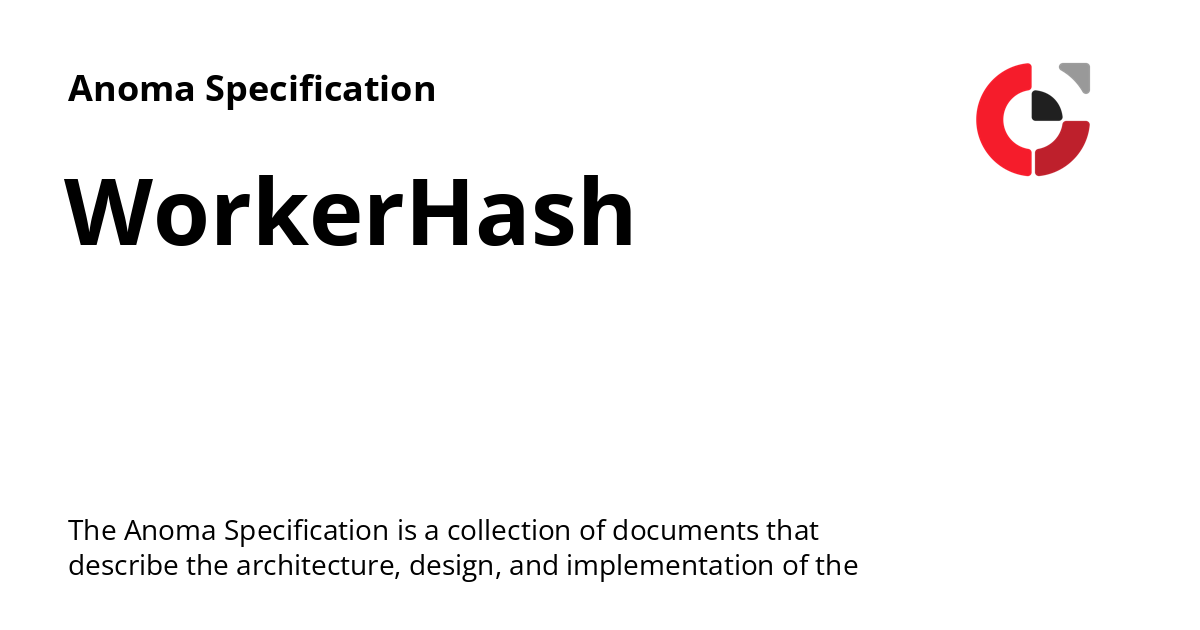 Anoma Specification
WorkerHash
The Anoma Specification is a collection of documents that
describe the architecture, design, and implementation of the